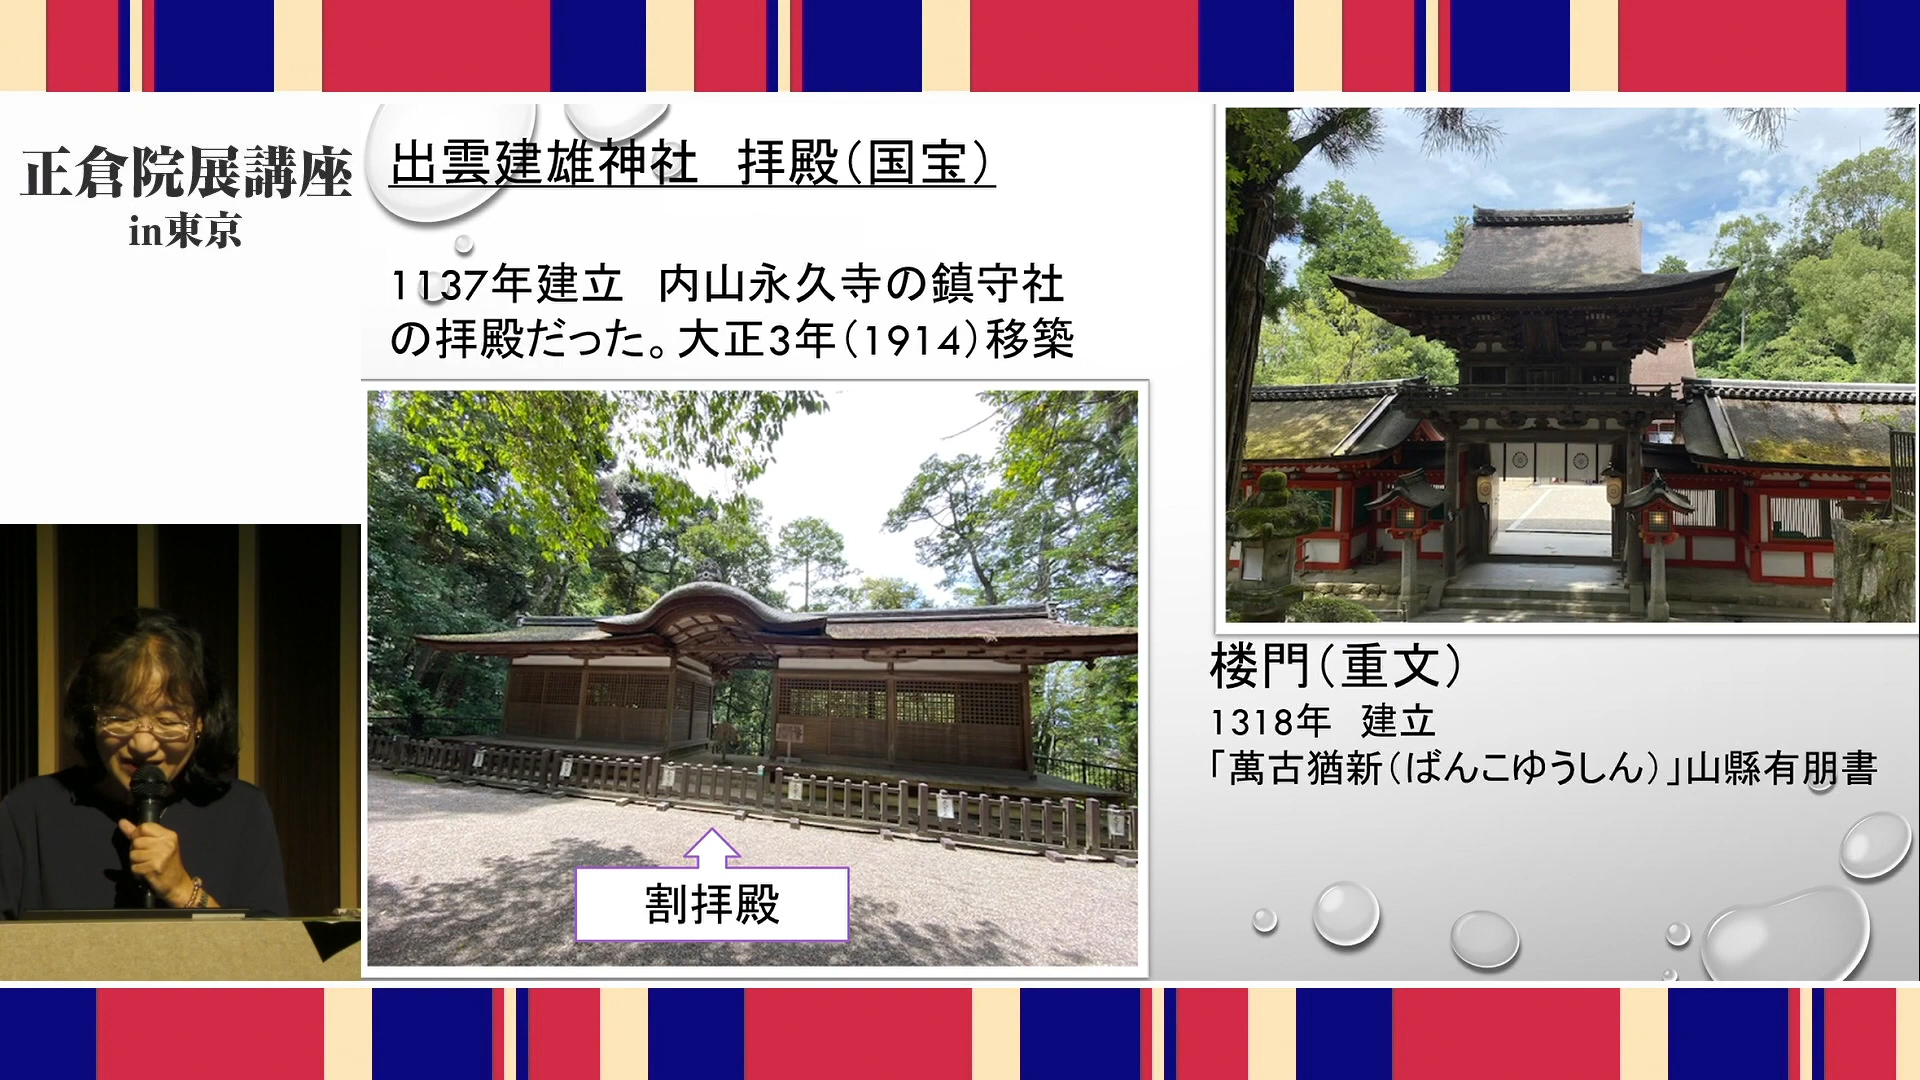 正倉院展講座
in東京
出雲建雄神社　拝殿（国宝）
1137年建立　内山永久寺の鎮守社
の拝殿だった。大正3年（1914）移築
割拝殿
楼門（重文）
1318年　建立
「萬古猶新（ばんこゆうしん）」山縣有朋書